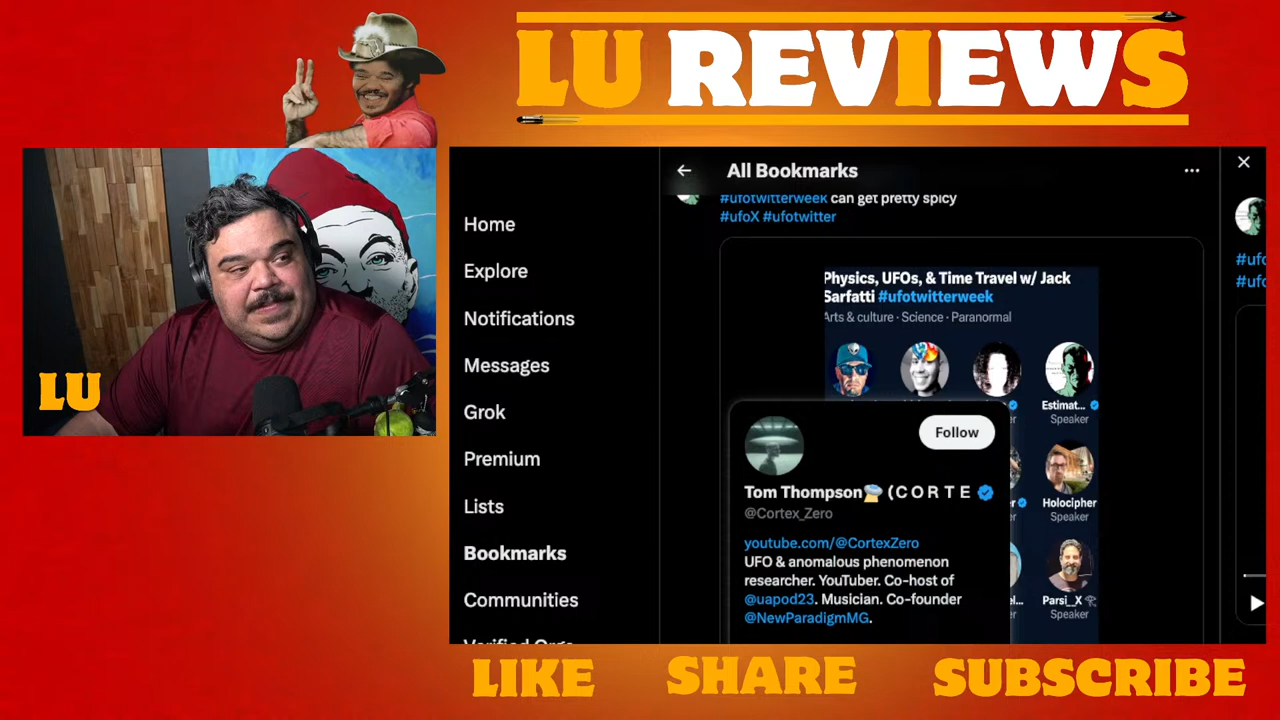 LU REVIEWS
LU
Home
Explore
Notifications
Messages
Grok
Premium
Lists
Bookmarks
Communities
All Bookmarks
#ufotwitterweek can get pretty spicy
#ufoX #ufotwitter
Physics, UFOs, & Time Travel w/ Jack
Sarfatti #ufotwitterweek
Arts & culture · Science · Paranormal
Estimat...
Speaker
Holocipher
Speaker
Parsi__X
Speaker
Follow
Tom Thompson (C O R T E
@Cortex_Zero
youtube.com/@CortexZero
UFO & anomalous phenomenon
researcher. YouTuber. Co-host of
@uapod23. Musician. Co-founder
@NewParadigmMG.
#ufo
#ufo
LIKE SHARE SUBSCRIBE